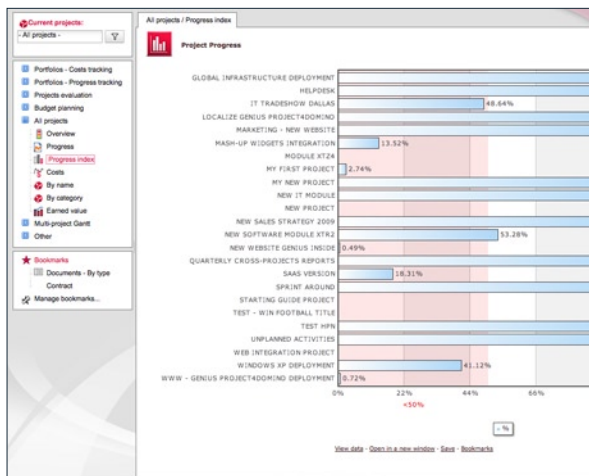 Current projects:
- All projects -
Portfolios - Costs tracking
Portfolios - Progress tracking
Projects evaluation
Budget planning
All projects
Overview
Progress
Progress index
Costs
By name
By category
Earned value
Multi-project Gantt
Other
Bookmarks
Documents - By type
Contract
Manage bookmarks...
All projects / Progress index
Project Progress
GLOBAL INFRASTRUCTURE DEPLOYMENT
HELPDESK
IT TRADESHOW DALLAS 48.64%
LOCALIZE GENIUS PROJECT4DOMINO
MARKETING - NEW WEBSITE
MASH-UP WIDGETS INTEGRATION 13.52%
MODULE XTZ4
MY FIRST PROJECT 2.74%
MY NEW PROJECT
NEW IT MODULE
NEW PROJECT
NEW SALES STRATEGY 2009
NEW SOFTWARE MODULE XTR2 53.28%
NEW WEBSITE GENIUS INSIDE 0.49%
QUARTERLY CROSS-PROJECTS REPORTS
SAAS VERSION 18.31%
SPRINT AROUND
STARTING GUIDE PROJECT
TEST - WIN FOOTBALL TITLE
TEST HPN
UNPLANNED ACTIVITIES
WEB INTEGRATION PROJECT
WINDOWS XP DEPLOYMENT 41.12%
WWW - GENIUS PROJECT4DOMINO DEPLOYMENT 0.72%
0% 22% 44% 66%
<50%
%
View data - Open in a new window - Save - Bookmarks